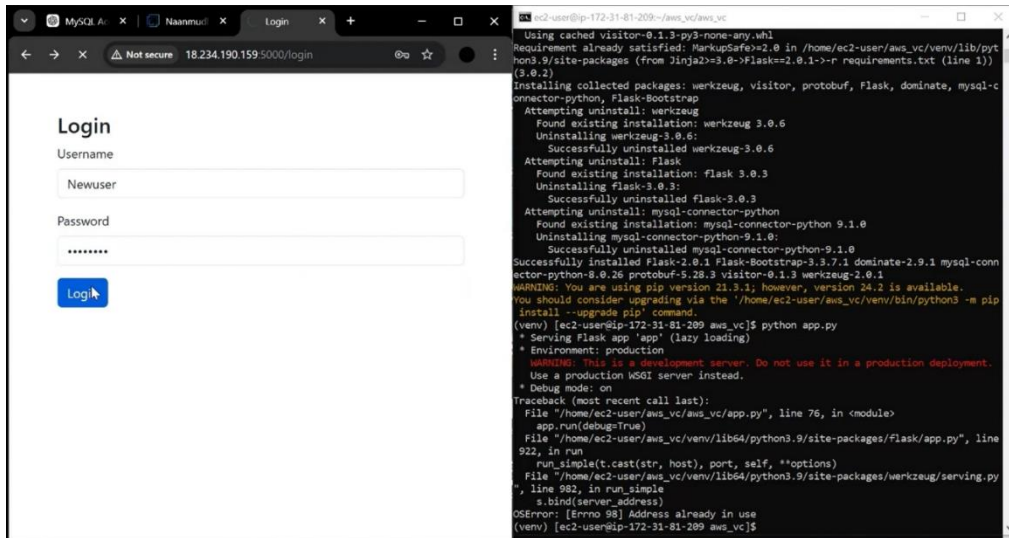 MySQL Ac
Naanmud
Login
Not secure 18.234.190.159:5000/login
Login
Username
Newuser
Password
Login
ec2-user@ip-172-31-81-209:~/aws_vc/aws_vc
Using cached visitor-0.1.3-py3-none-any.whl
Requirement already satisfied: MarkupSafe>=2.0 in /home/ec2-user/aws_vc/venv/lib/pyt
hon3.9/site-packages (from Jinja2>=3.0->Flask==2.0.1->-r requirements.txt (line 1))
(3.0.2)
Installing collected packages: werkzeug, visitor, protobuf, Flask, dominate, mysql-c
onnector-python, Flask-Bootstrap
Attempting uninstall: werkzeug
Found existing installation: werkzeug 3.0.6
Uninstalling werkzeug-3.0.6:
Successfully uninstalled werkzeug-3.0.6
Attempting uninstall: Flask
Found existing installation: flask 3.0.3
Uninstalling flask-3.0.3:
Successfully uninstalled flask-3.0.3
Attempting uninstall: mysql-connector-python
Found existing installation: mysql-connector-python 9.1.0
Uninstalling mysql-connector-python-9.1.0:
Successfully uninstalled mysql-connector-python-9.1.0
Successfully installed Flask-2.0.1 Flask-Bootstrap-3.3.7.1 dominate-2.9.1 mysql-conn
ector-python-8.0.26 protobuf-5.28.3 visitor-0.1.3 werkzeug-2.0.1
WARNING: You are using pip version 21.3.1; however, version 24.2 is available.
You should consider upgrading via the '/home/ec2-user/aws_vc/venv/bin/python3 -m pip
install --upgrade pip' command.
(venv) [ec2-user@ip-172-31-81-209 aws_vc]$ python app.py
* Serving Flask app 'app' (lazy loading)
* Environment: production
WARNING: This is a development server. Do not use it in a production deployment.
Use a production WSGI server instead.
* Debug mode: on
Traceback (most recent call last):
File "/home/ec2-user/aws_vc/aws_vc/app.py", line 76, in <module>
app.run(debug=True)
File "/home/ec2-user/aws_vc/venv/lib64/python3.9/site-packages/flask/app.py", line
922, in run
run_simple(t.cast(str, host), port, self, **options)
File "/home/ec2-user/aws_vc/venv/lib64/python3.9/site-packages/werkzeug/serving.py
", line 982, in run_simple
s.bind(server_address)
OSError: [Errno 98] Address already in use
(venv) [ec2-user@ip-172-31-81-209 aws_vc]$